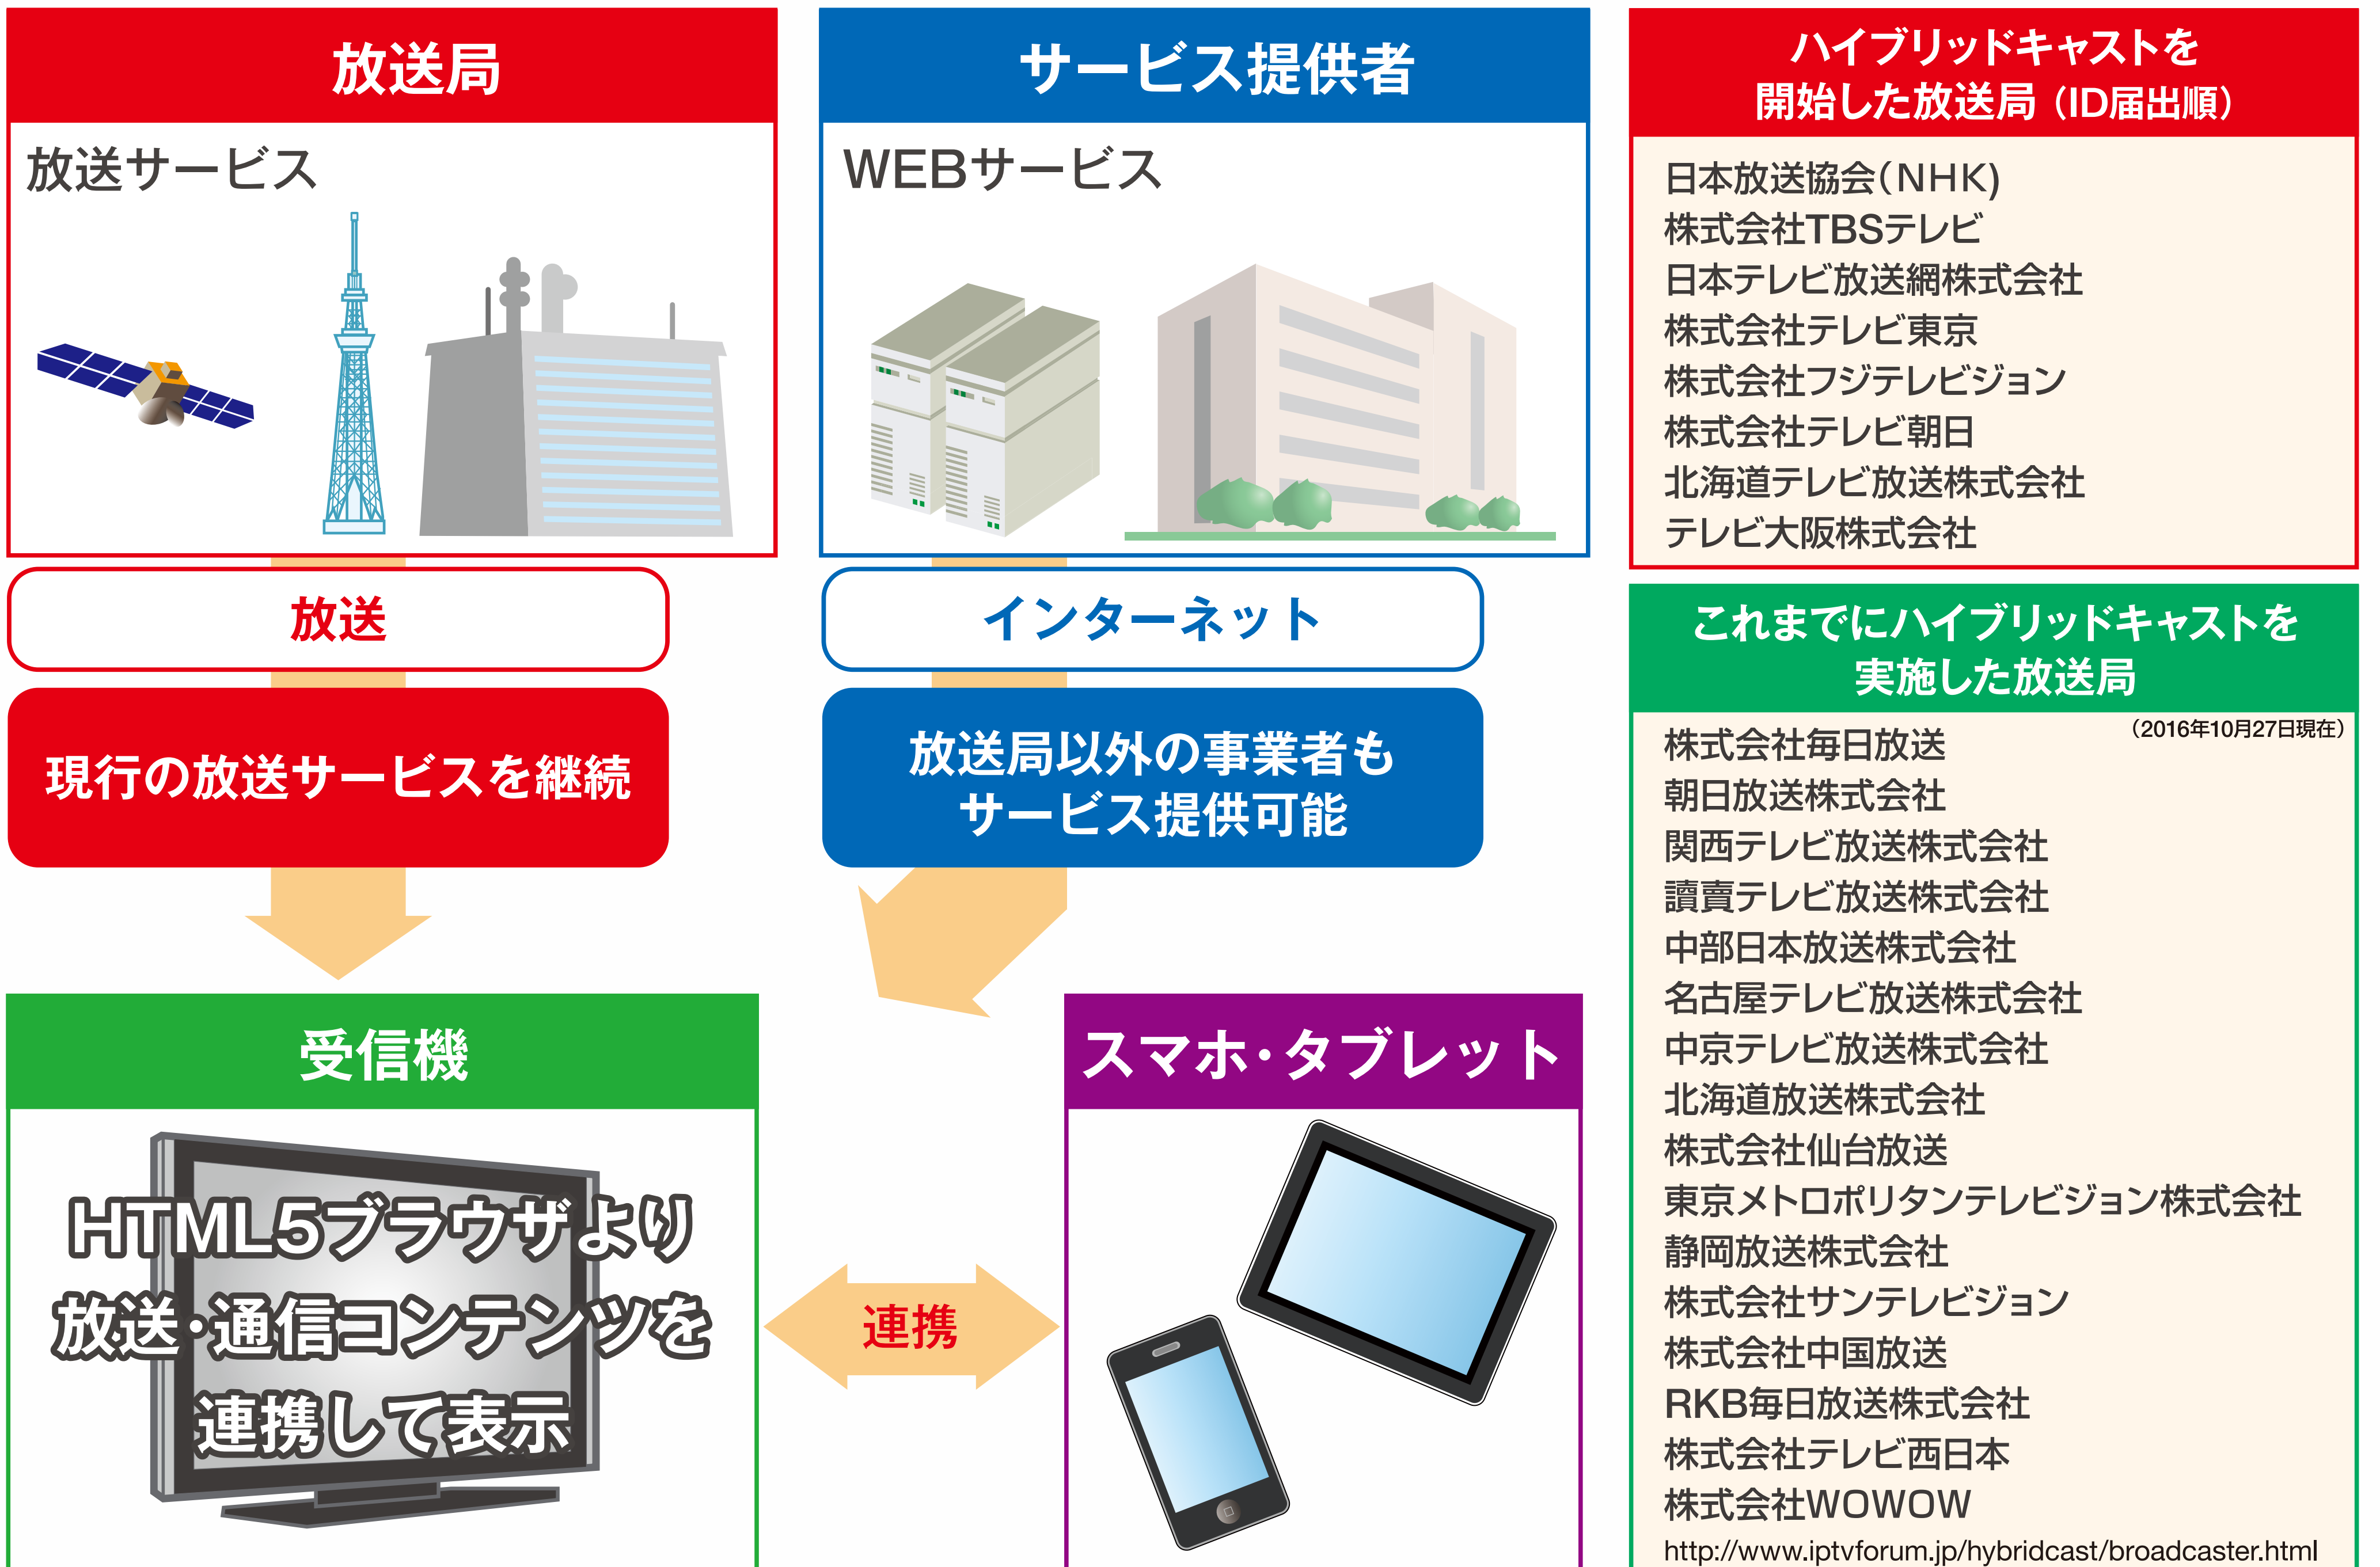 放送局
放送サービス
放送
現行の放送サービスを継続
サービス提供者
WEBサービス
インターネット
放送局以外の事業者も
サービス提供可能
受信機
HTML5ブラウザより
放送・通信コンテンツを
連携して表示
連携
スマホ・タブレット
ハイブリッドキャストを
開始した放送局（ID届出順）
日本放送協会(NHK)
株式会社TBSテレビ
日本テレビ放送網株式会社
株式会社テレビ東京
株式会社フジテレビジョン
株式会社テレビ朝日
北海道テレビ放送株式会社
テレビ大阪株式会社
これまでにハイブリッドキャストを
実施した放送局
（2016年10月27日現在）
株式会社毎日放送
朝日放送株式会社
関西テレビ放送株式会社
讀賣テレビ放送株式会社
中部日本放送株式会社
名古屋テレビ放送株式会社
中京テレビ放送株式会社
北海道放送株式会社
株式会社仙台放送
東京メトロポリタンテレビジョン株式会社
静岡放送株式会社
株式会社サンテレビジョン
株式会社中国放送
RKB毎日放送株式会社
株式会社テレビ西日本
株式会社WOWOW
http://www.iptvforum.jp/hybridcast/broadcaster.html